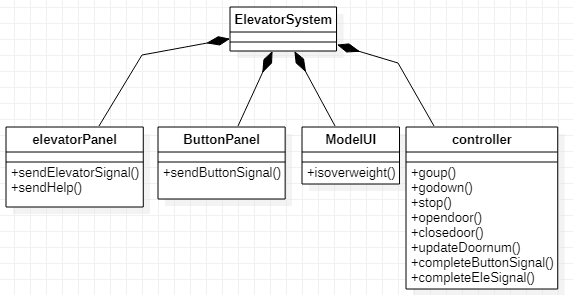 ElevatorSystem
elevatorPanel
+sendElevatorSignal()
+sendHelp()
ButtonPanel
+sendButtonSignal()
ModelUI
+isoverweight()
controller
+goup()
+godown()
+stop()
+opendoor()
+closedoor()
+updateDoornum()
+completeButtonSignal()
+completeEleSignal()